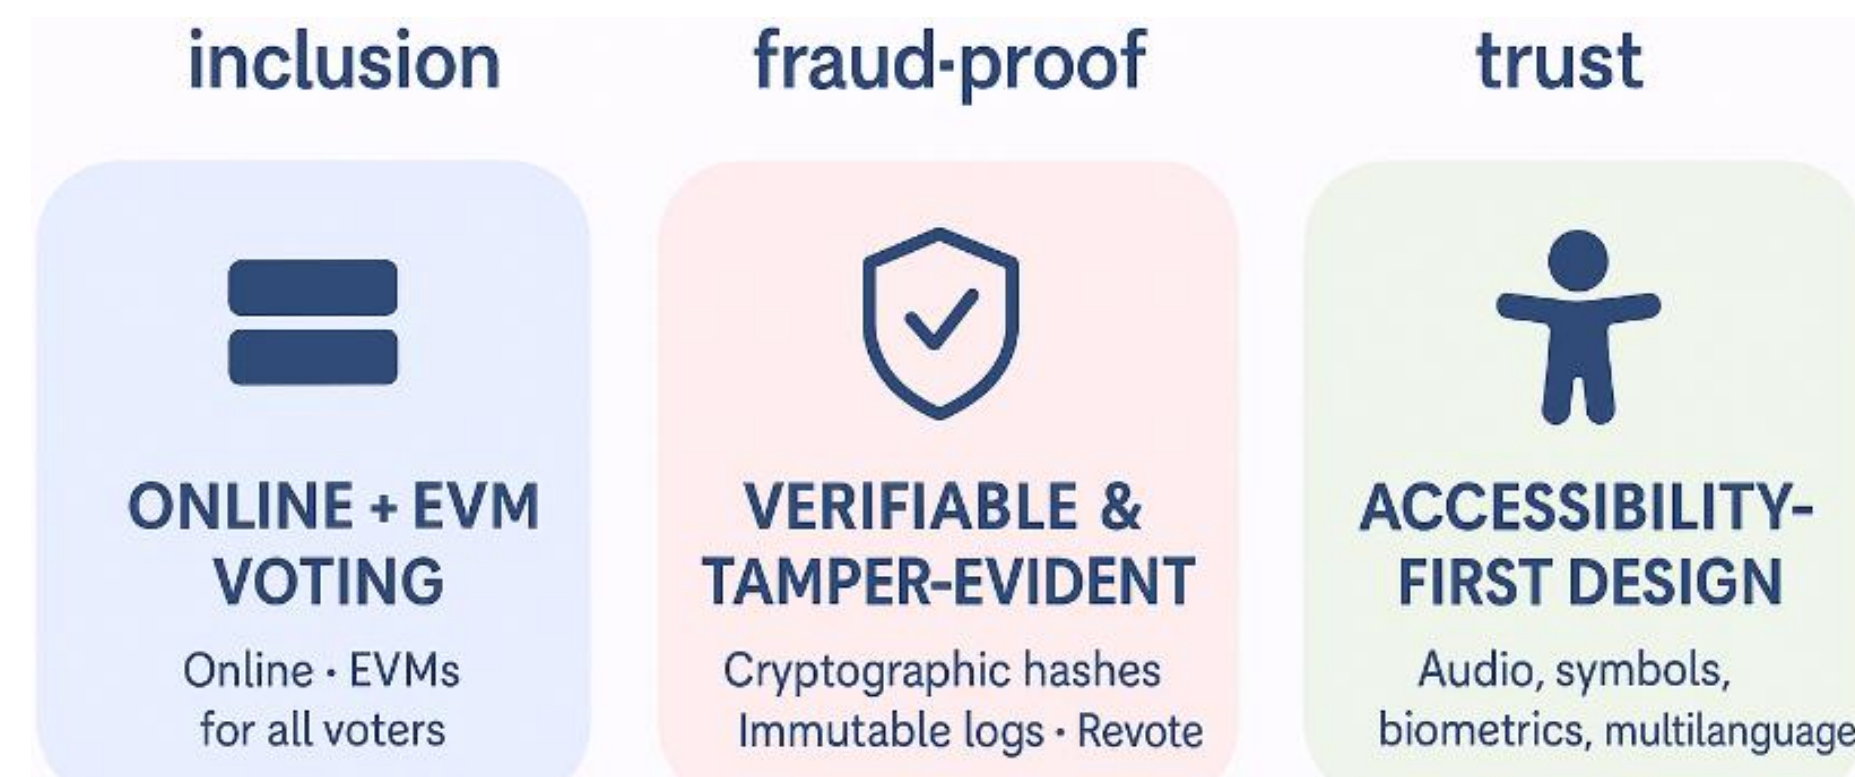 inclusion
fraud-proof
trust
ONLINE + EVM
VOTING
Online · EVMs
for all voters
VERIFIABLE &
TAMPER-EVIDENT
Cryptographic hashes
Immutable logs · Revote
ACCESSIBILITY-
FIRST DESIGN
Audio, symbols,
biometrics, multilanguage